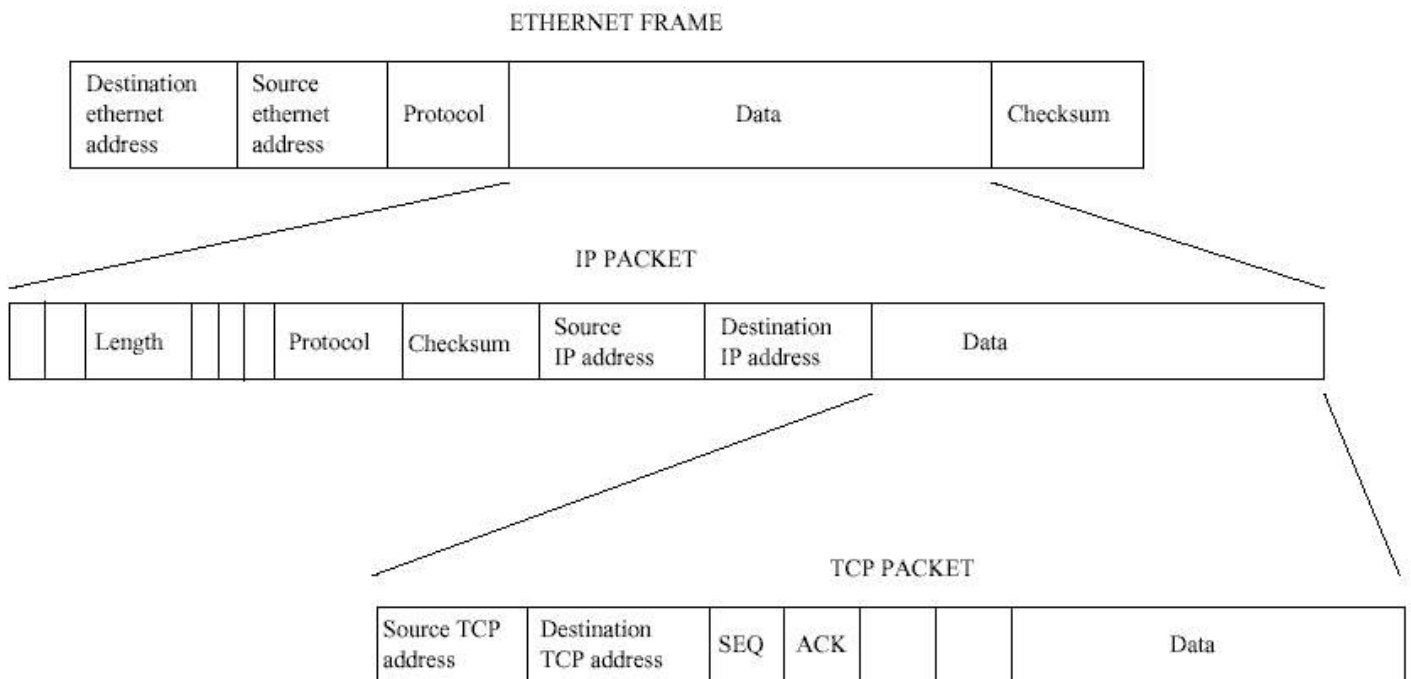 ETHERNET FRAME
Destination
ethernet
address
Source
ethernet
address
Protocol
Data
Checksum
IP PACKET
Length
Protocol
Checksum
Source
IP address
Destination
IP address
Data
TCP PACKET
Source TCP
address
Destination
TCP address
SEQ
ACK
Data